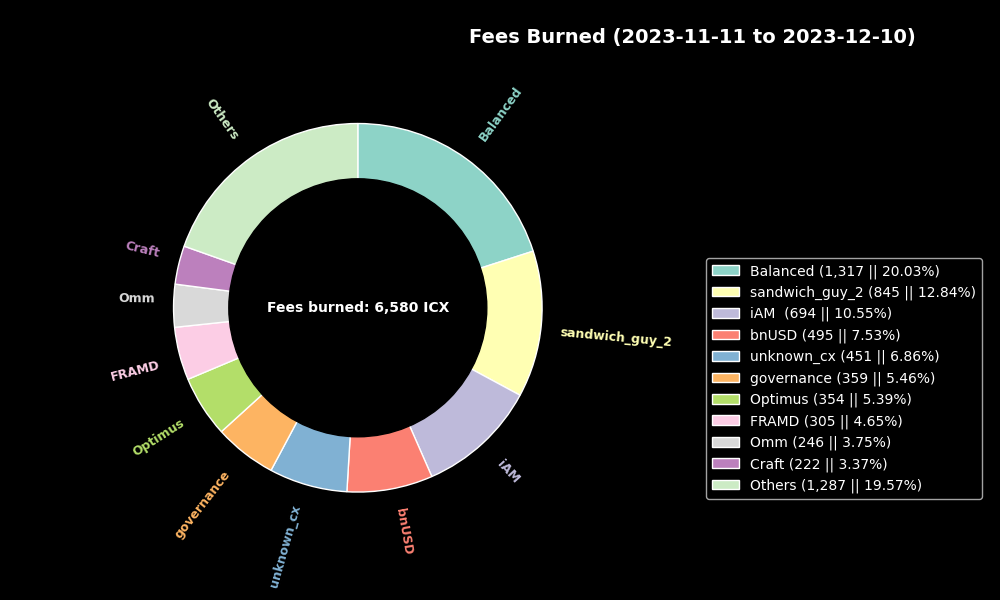 Fees Burned (2023-11-11 to 2023-12-10)
Others
Balanced
Craft
Omm
Fees burned: 6,580 ICX
sandwich_guy_2
FRAMD
Optimus
iAM
governance
unknown_cx
bnUSD
Balanced (1,317 || 20.03%)
sandwich_guy_2 (845 || 12.84%)
iAM  (694 || 10.55%)
bnUSD (495 || 7.53%)
unknown_cx (451 || 6.86%)
governance (359 || 5.46%)
Optimus (354 || 5.39%)
FRAMD (305 || 4.65%)
Omm (246 || 3.75%)
Craft (222 || 3.37%)
Others (1,287 || 19.57%)